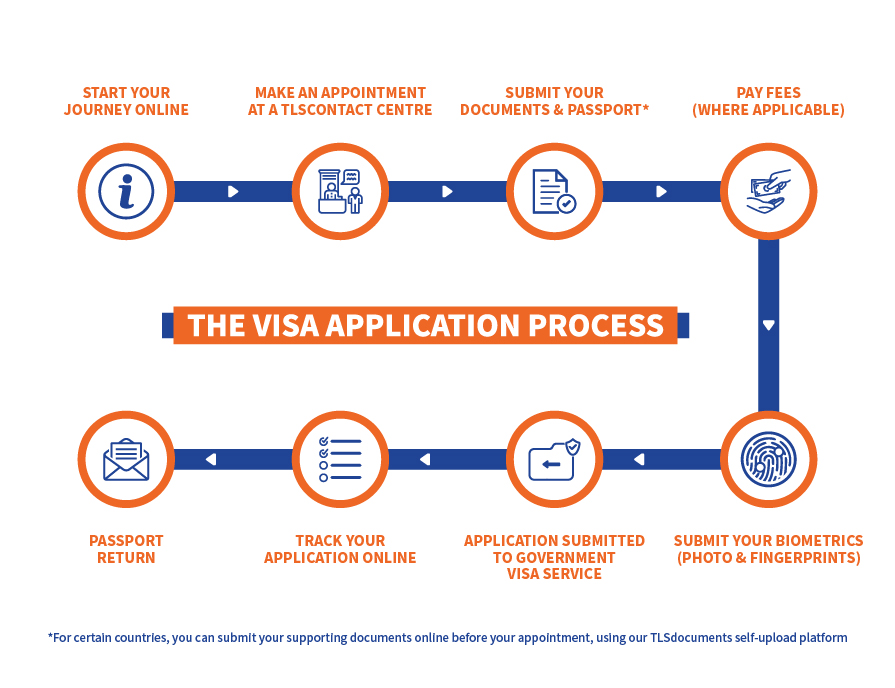 START YOUR
JOURNEY ONLINE
MAKE AN APPOINTMENT
AT A TLSCONTACT CENTRE
SUBMIT YOUR
DOCUMENTS & PASSPORT*
PAY FEES
(WHERE APPLICABLE)
THE VISA APPLICATION PROCESS
PASSPORT
RETURN
TRACK YOUR
APPLICATION ONLINE
APPLICATION SUBMITTED
TO GOVERNMENT
VISA SERVICE
SUBMIT YOUR BIOMETRICS
(PHOTO & FINGERPRINTS)
*For certain countries, you can submit your supporting documents online before your appointment, using our TLSdocuments self-upload platform